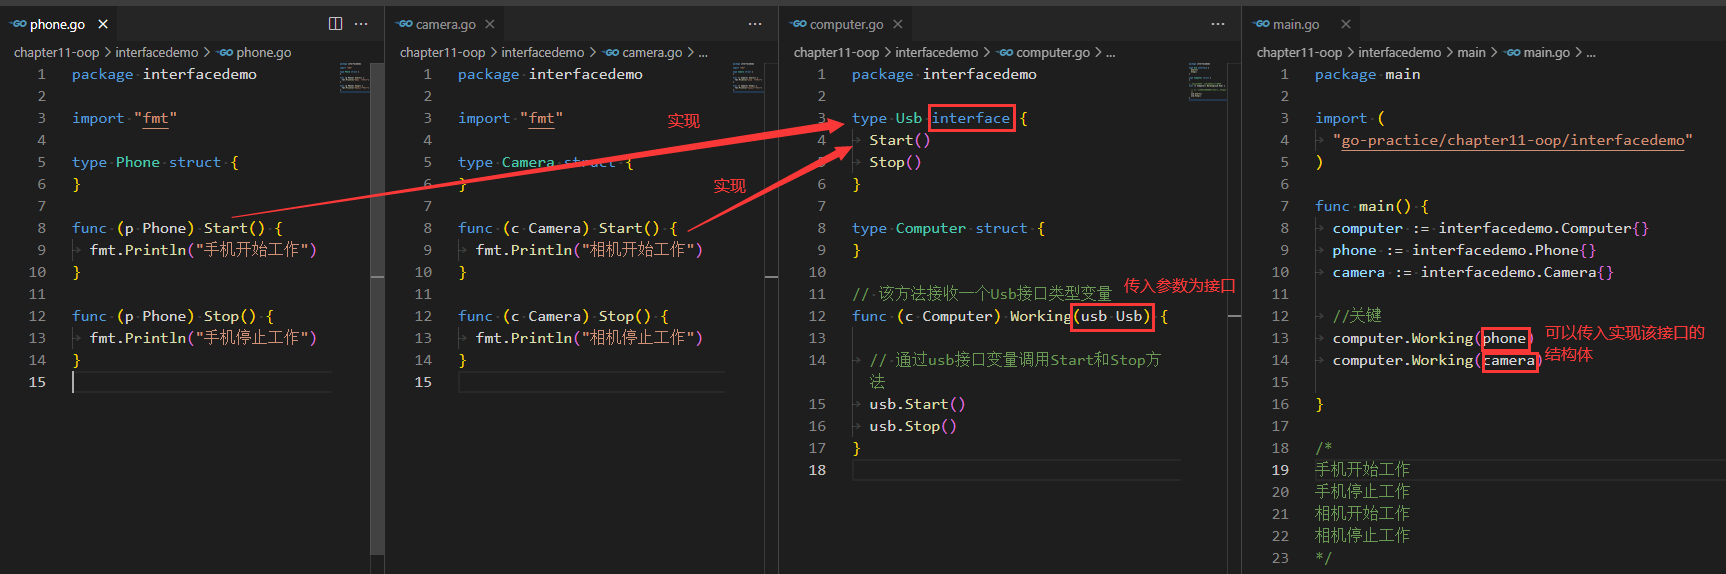 phone.go
chapter11-oop > interfacedemo > phone.go
1 package interfacedemo
2
3 import "fmt"
4
5 type Phone struct {
6 }
7
8 func (p Phone) Start() {
9 fmt.Println("手机开始工作")
10 }
11
12 func (p Phone) Stop() {
13 fmt.Println("手机停止工作")
14 }
15
camera.go
chapter11-oop > interfacedemo > camera.go > ...
1 package interfacedemo
2
3 import "fmt"
4
5 type Camera struct {
6 }
7
8 func (c Camera) Start() {
9 fmt.Println("相机开始工作")
10 }
11
12 func (c Camera) Stop() {
13 fmt.Println("相机停止工作")
14 }
15
实现
实现
computer.go
chapter11-oop > interfacedemo > computer.go > ...
1 package interfacedemo
2
3 type Usb interface {
4 Start()
5 Stop()
6 }
7
8 type Computer struct {
9 }
10
传入参数为接口
11 // 该方法接收一个Usb接口类型变量
12 func (c Computer) Working(usb Usb) {
13
14 // 通过usb接口变量调用Start和Stop方
法
15 usb.Start()
16 usb.Stop()
17 }
18
main.go
chapter11-oop > interfacedemo > main > main.go > ...
1 package main
2
3 import (
4 "go-practice/chapter11-oop/interfacedemo"
5 )
6
7 func main() {
8 computer := interfacedemo.Computer{}
9 phone := interfacedemo.Phone{}
10 camera := interfacedemo.Camera{}
11
12 //关键
13 computer.Working(phone)
14 computer.Working(camera)
15
16 }
17
18 /*
19 手机开始工作
20 手机停止工作
21 相机开始工作
22 相机停止工作
23 */
可以传入实现该接口的
结构体